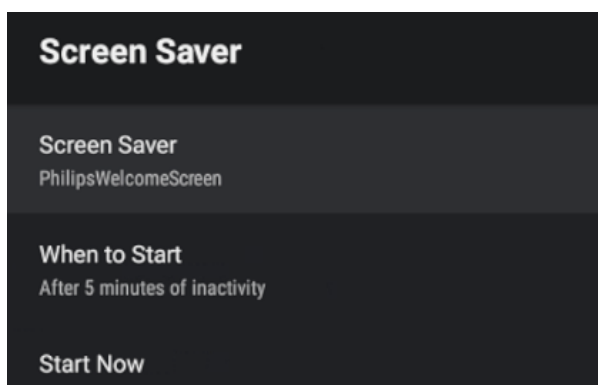 Screen Saver
Screen Saver
PhilipsWelcomeScreen
When to Start
After 5 minutes of inactivity
Start Now